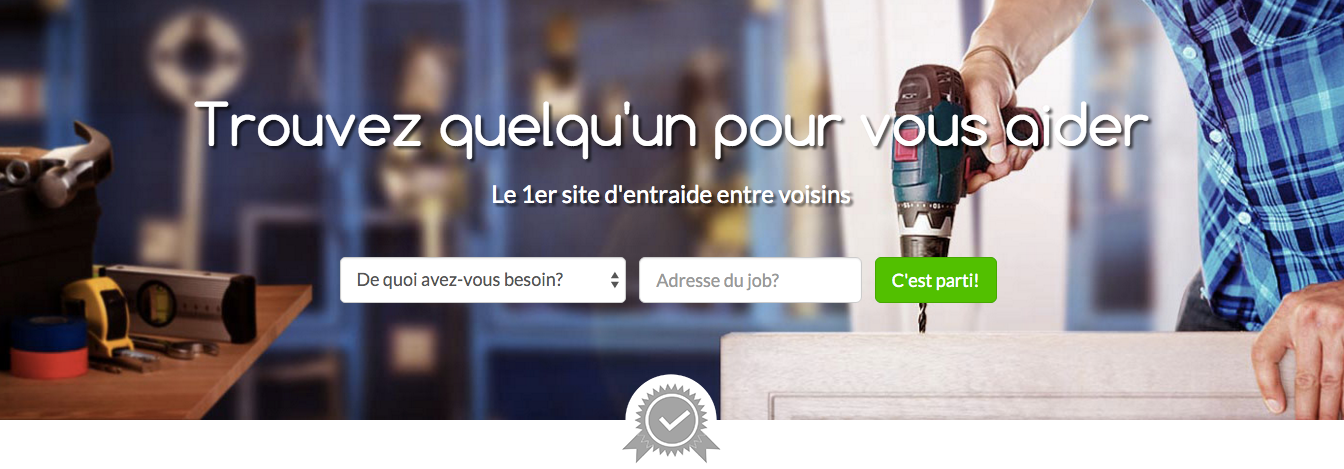 Trouvez quelqu'un pour vous aider
Le 1er site d'entraide entre voisins
De quoi avez-vous besoin?
Adresse du job?
C'est parti!